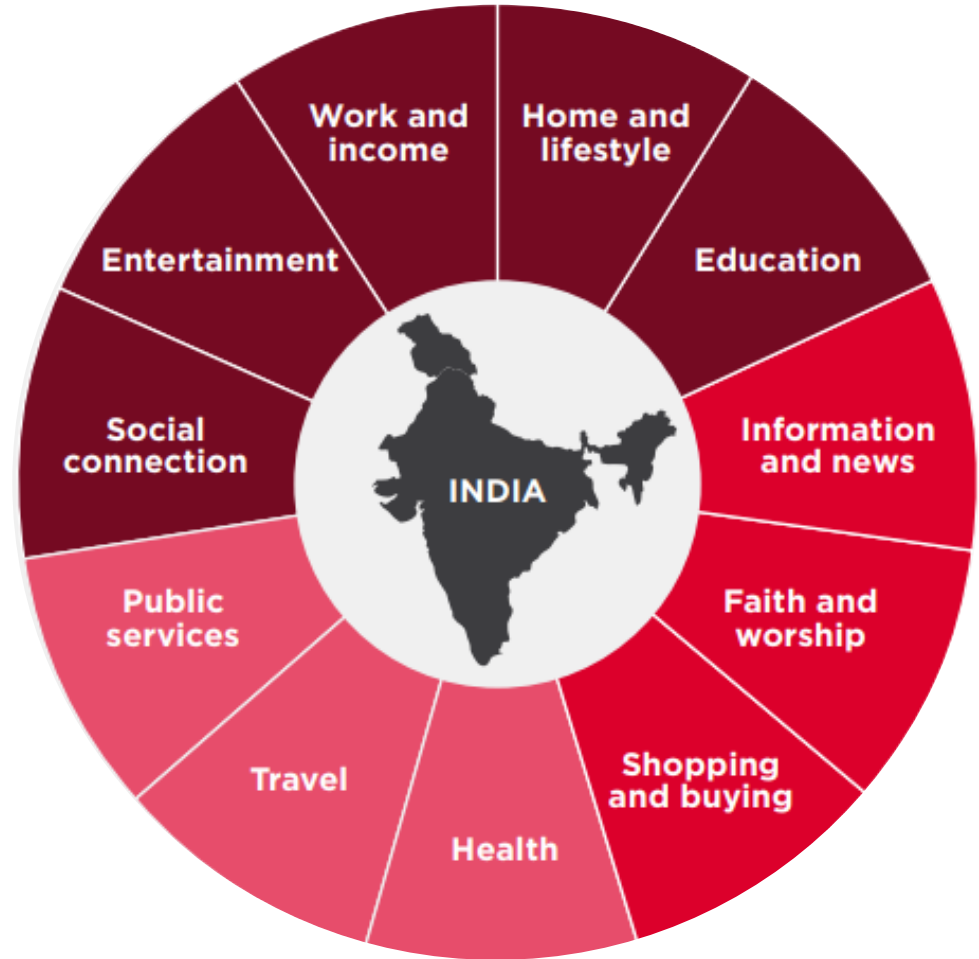 Work and
income
Home and
lifestyle
Education
Information
and news
Faith and
worship
Shopping
and buying
Health
Travel
Public
services
Social
connection
Entertainment
INDIA